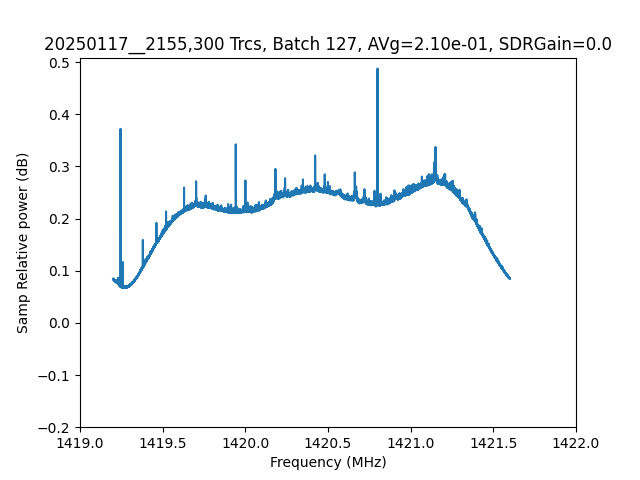 20250117__2155,300 Trcs, Batch 127, AVg=2.10e-01, SDRGain=0.0
Samp Relative power (dB)
0.5
0.4
0.3
0.2
0.1
0.0
−0.1
−0.2
1419.0 1419.5 1420.0 1420.5 1421.0 1421.5 1422.0
Frequency (MHz)